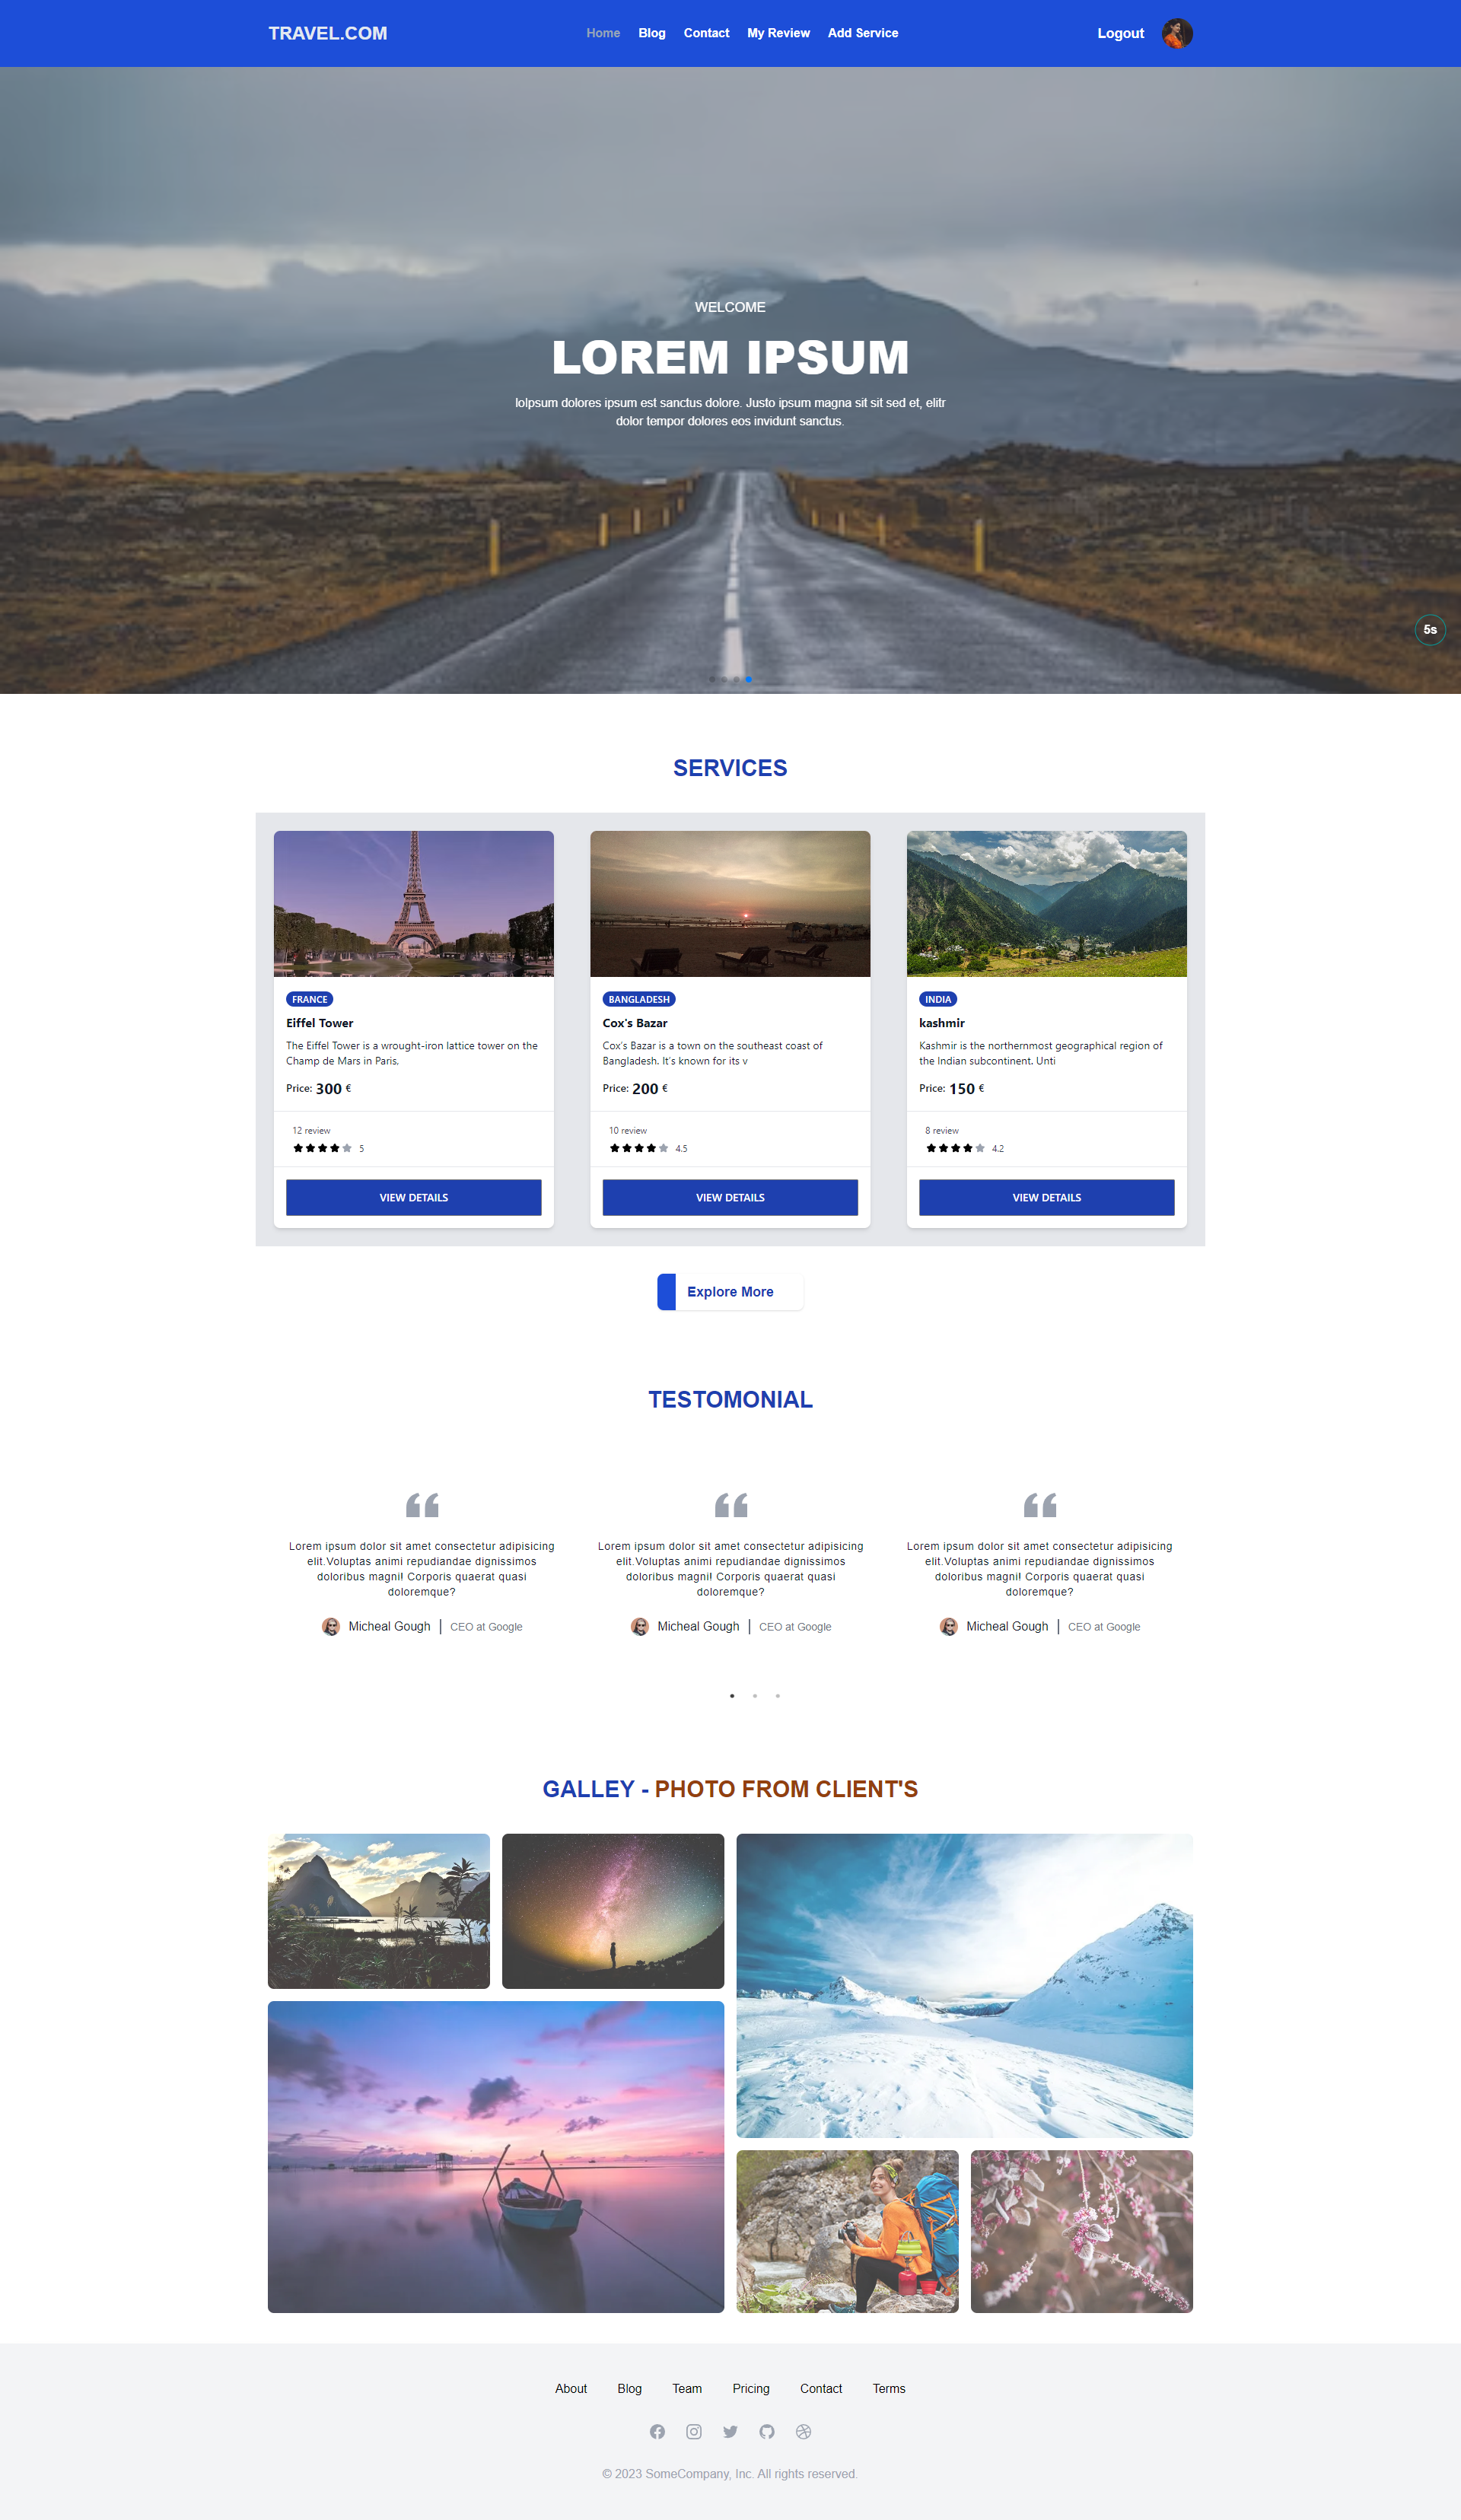 TRAVEL.COM
Home Blog Contact My Review Add Service
Logout
WELCOME
LOREM IPSUM
lolpsum dolores ipsum est sanctus dolore. Justo ipsum magna sit sit sed et, elitr
dolor tempor dolores eos invidunt sanctus.
5s
SERVICES
FRANCE
Eiffel Tower
The Eiffel Tower is a wrought-iron lattice tower on the
Champ de Mars in Paris,
Price: 300 €
12 review
5
VIEW DETAILS
BANGLADESH
Cox's Bazar
Cox's Bazar is a town on the southeast coast of
Bangladesh. It's known for its v
Price: 200 €
10 review
4.5
VIEW DETAILS
INDIA
kashmir
Kashmir is the northernmost geographical region of
the Indian subcontinent. Unti
Price: 150 €
8 review
4.2
VIEW DETAILS
Explore More
TESTOMONIAL
Lorem ipsum dolor sit amet consectetur adipisicing
elit.Voluptas animi repudiandae dignissimos
doloribus magni! Corporis quaerat quasi
doloremque?
Micheal Gough
CEO at Google
Lorem ipsum dolor sit amet consectetur adipisicing
elit.Voluptas animi repudiandae dignissimos
doloribus magni! Corporis quaerat quasi
doloremque?
Micheal Gough
CEO at Google
Lorem ipsum dolor sit amet consectetur adipisicing
elit.Voluptas animi repudiandae dignissimos
doloribus magni! Corporis quaerat quasi
doloremque?
Micheal Gough
CEO at Google
GALLEY - PHOTO FROM CLIENT'S
About Blog Team Pricing Contact Terms
© 2023 SomeCompany, Inc. All rights reserved.